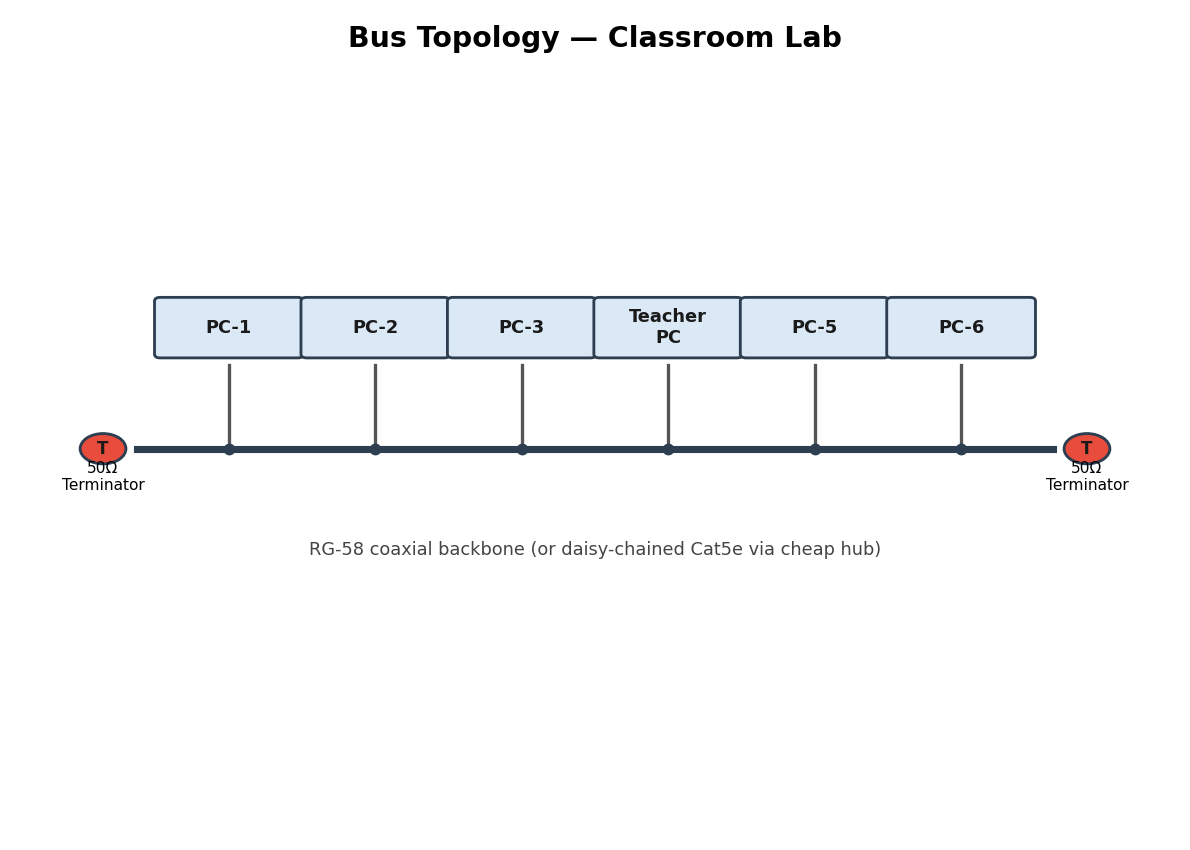 Bus Topology — Classroom Lab
PC-1
PC-2
PC-3
Teacher
PC
PC-5
PC-6
T
50Ω
Terminator
T
50Ω
Terminator
RG-58 coaxial backbone (or daisy-chained Cat5e via cheap hub)